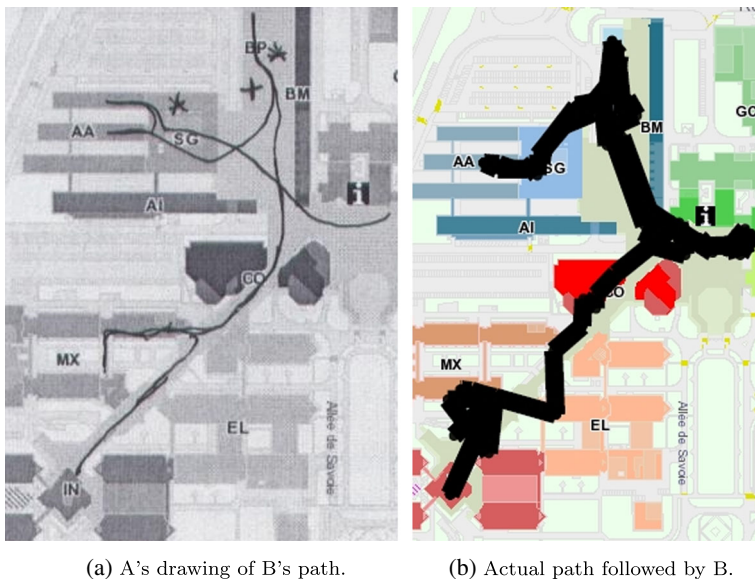 BP
BM
AA
SG
i
AI
CO
MX
EL
Allée de Savoie
IN
BM
GC
AA
SG
i
AI
CO
MX
EL
Allée de Savoie
(a) A's drawing of B's path.
(b) Actual path followed by B.